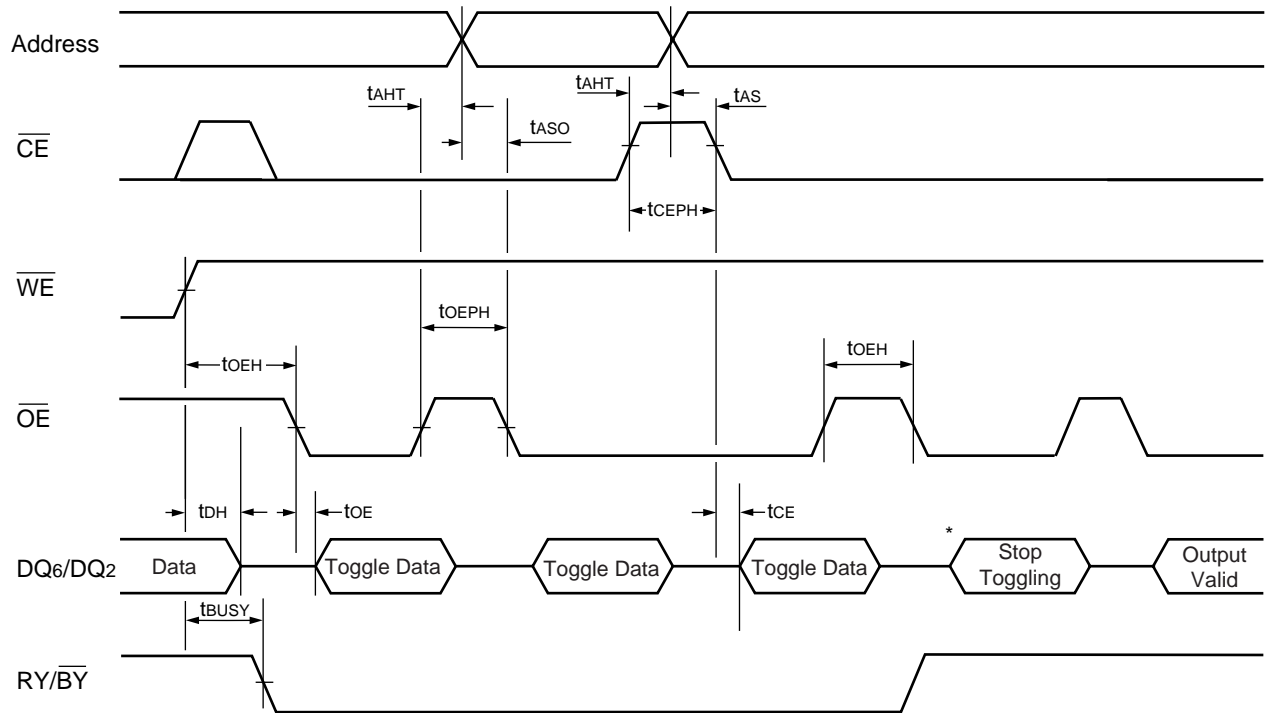 Address
tAHT
tAHT
tAS
tASO
CE
tCEPH
WE
tOEPH
tOEH
tOEH
OE
tDH
tOE
tCE
*
DQ6/DQ2
Data
Toggle Data
Toggle Data
Toggle Data
Stop
Toggling
Output
Valid
tBUSY
RY/BY